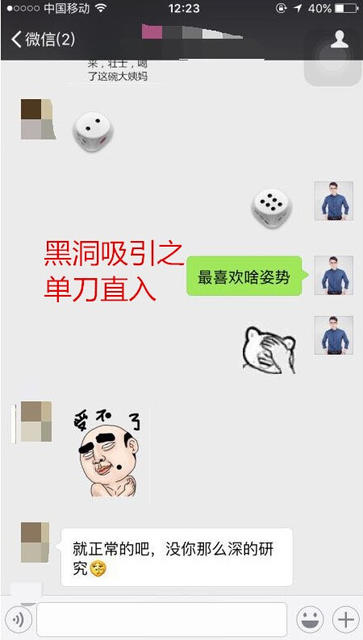 中国移动
12:23
40%
微信(2)
来，壮士，喝
了这碗大姨妈
黑洞吸引之
单刀直入
最喜欢啥姿势
受不了
就正常的吧，没你那么深的研
究